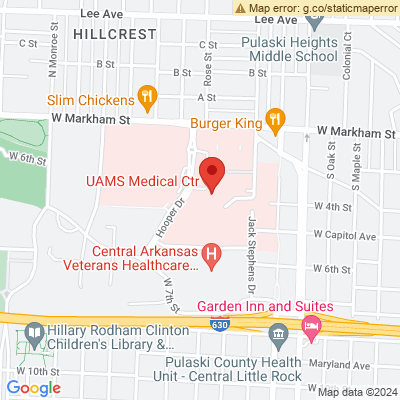 Map error: g.co/staticmaperror
Lee Ave
Lee Ave
HILLCREST
N Monroe St
Rose St
Pulaski Heights
Middle School
Colonial Ct
A St
C St
B St
B St
Slim Chickens
A St
Burger King
W Markham St
W Markham St
W 6th St
S Oak St
S Maple St
UAMS Medical Ctr
Hooper Dr
Jack Stephens Dr
W 4th St
W Capitol Ave
Central Arkansas
Veterans Healthcare...
W 6th St
W 7th St
Garden Inn and Suites
630
Hillary Rodham Clinton
Children's Library &...
Pulaski County Health
Unit - Central Little Rock
W 10th St
Maryland Ave
Google
Map data ©2024